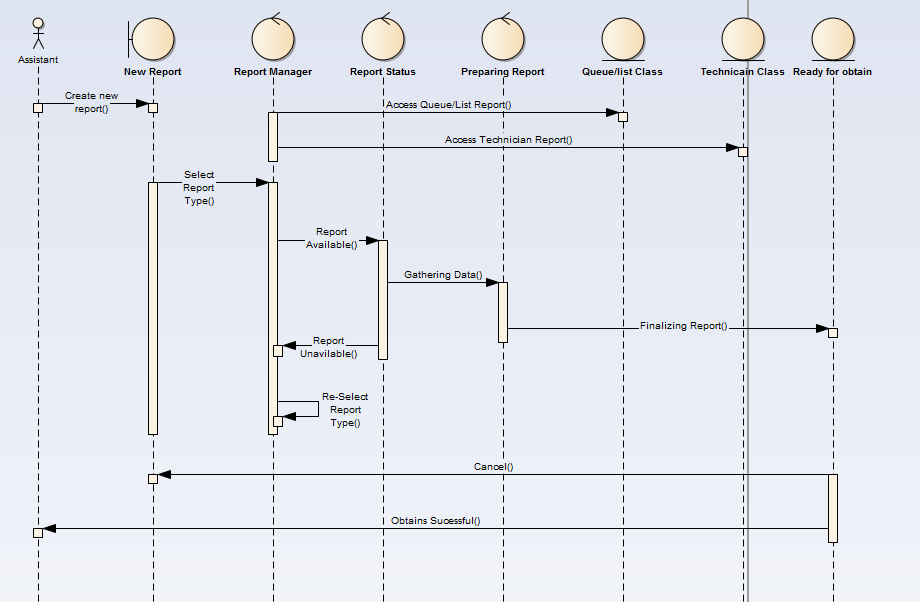 Assistant
New Report
Report Manager
Report Status
Preparing Report
Queue/list Class
Technicain Class
Ready for obtain
Create new
report()
Access Queue/List Report()
Access Technician Report()
Select
Report
Type()
Report
Available()
Gathering Data()
Finalizing Report()
Report
Unavilable()
Re-Select
Report
Type()
Cancel()
Obtains Sucessful()